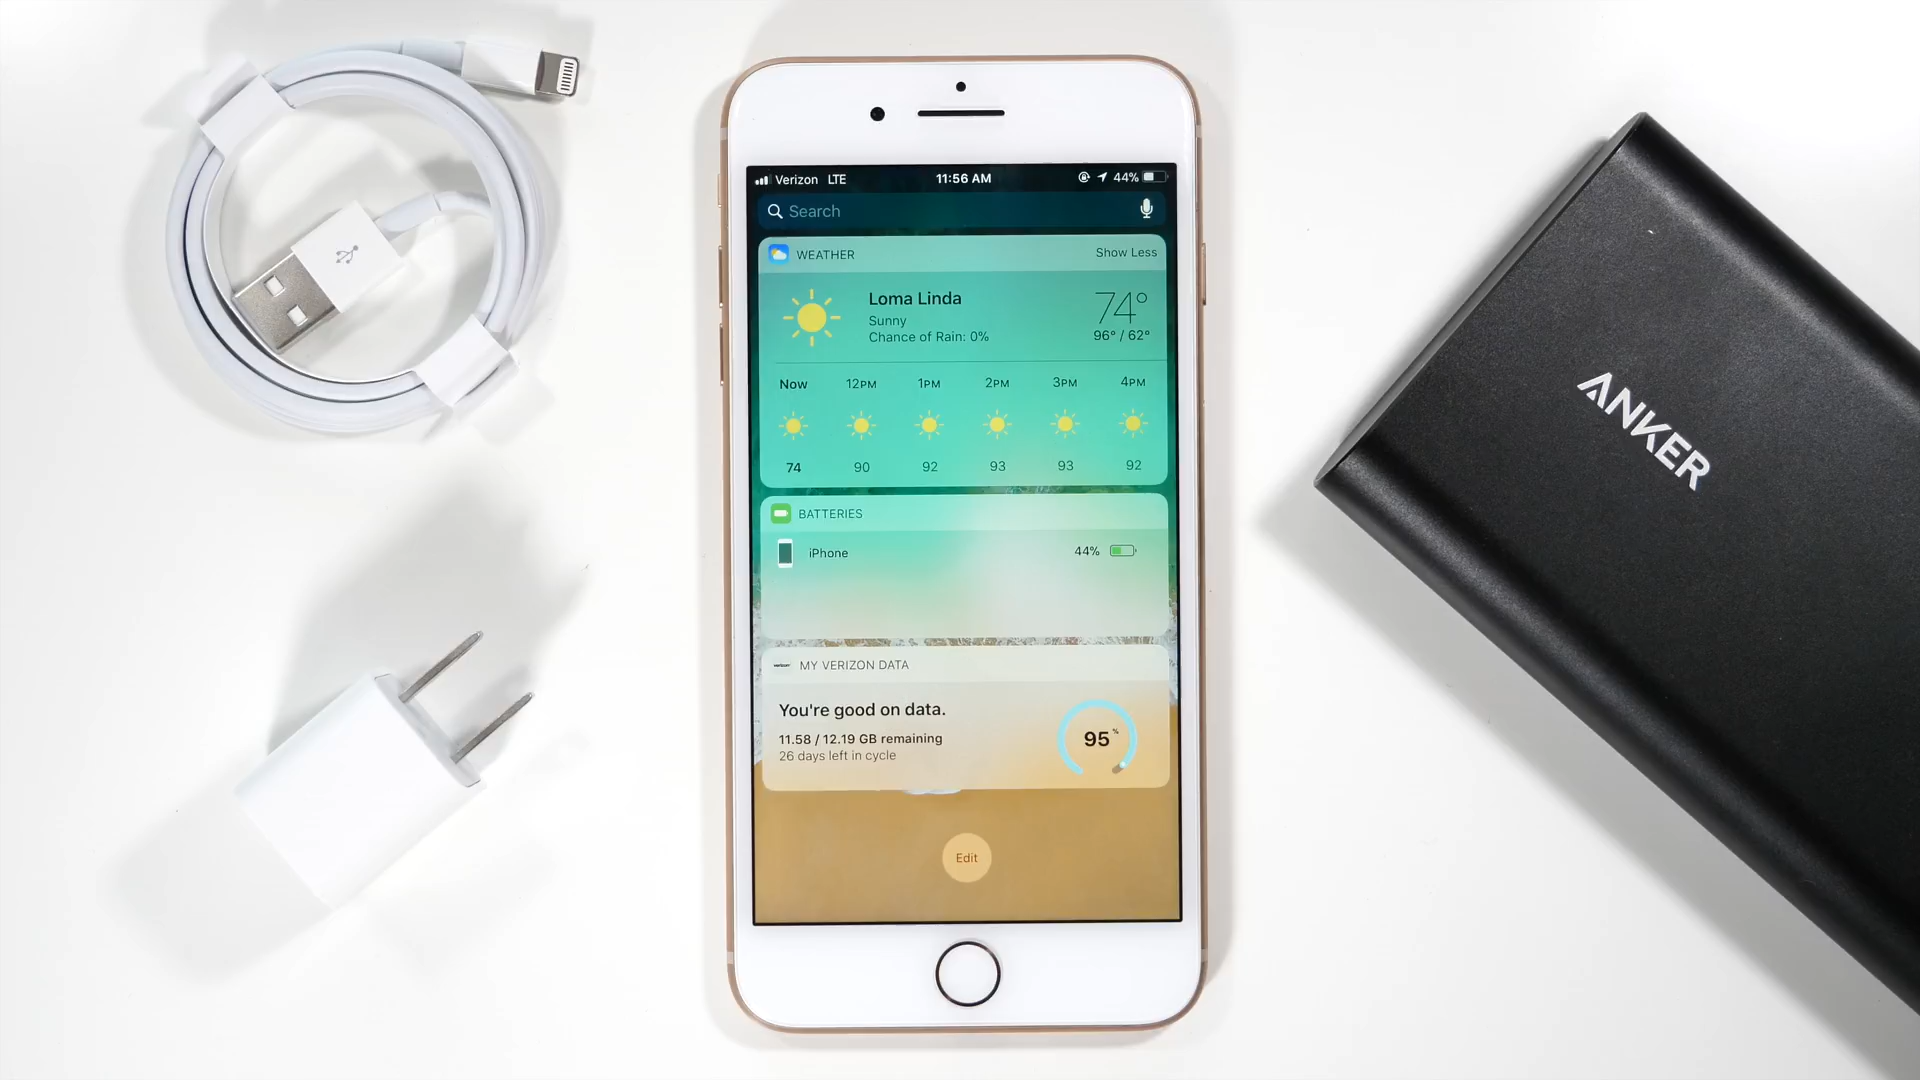 Verizon LTE 11:56 AM 44%
Search
WEATHER Show Less
Loma Linda 74°
Sunny
Chance of Rain: 0% 96° / 62°
Now 12PM 1PM 2PM 3PM 4PM
74 90 92 93 93 92
BATTERIES
iPhone 44%
verizon MY VERIZON DATA
You're good on data.
11.58 / 12.19 GB remaining 95%
26 days left in cycle
Edit
ANKER